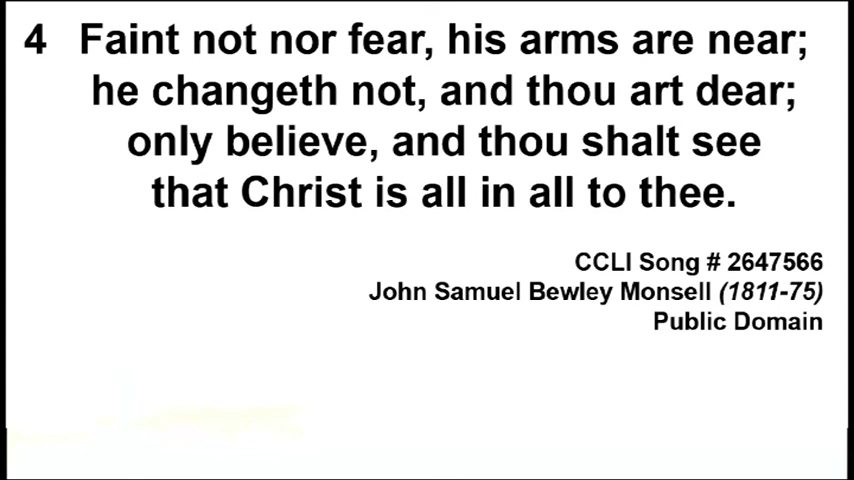 4 Faint not nor fear, his arms are near;
he changeth not, and thou art dear;
only believe, and thou shalt see
that Christ is all in all to thee.
CCLI Song # 2647566
John Samuel Bewley Monsell (1811-75)
Public Domain